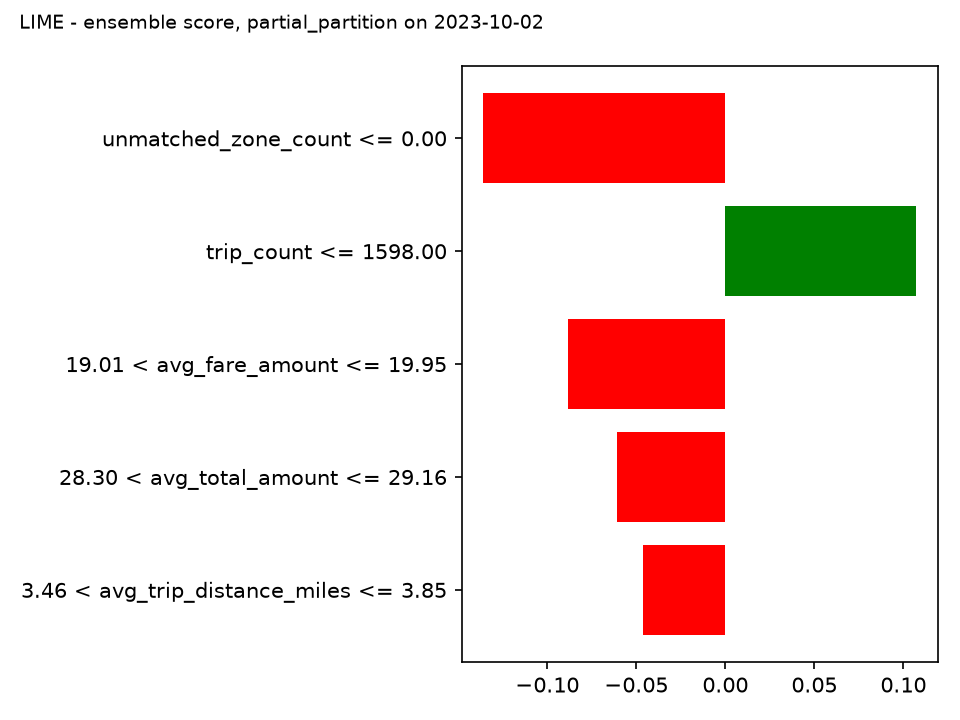 LIME - ensemble score, partial_partition on 2023-10-02
unmatched_zone_count <= 0.00
trip_count <= 1598.00
19.01 < avg_fare_amount <= 19.95
28.30 < avg_total_amount <= 29.16
3.46 < avg_trip_distance_miles <= 3.85
−0.10 −0.05 0.00 0.05 0.10